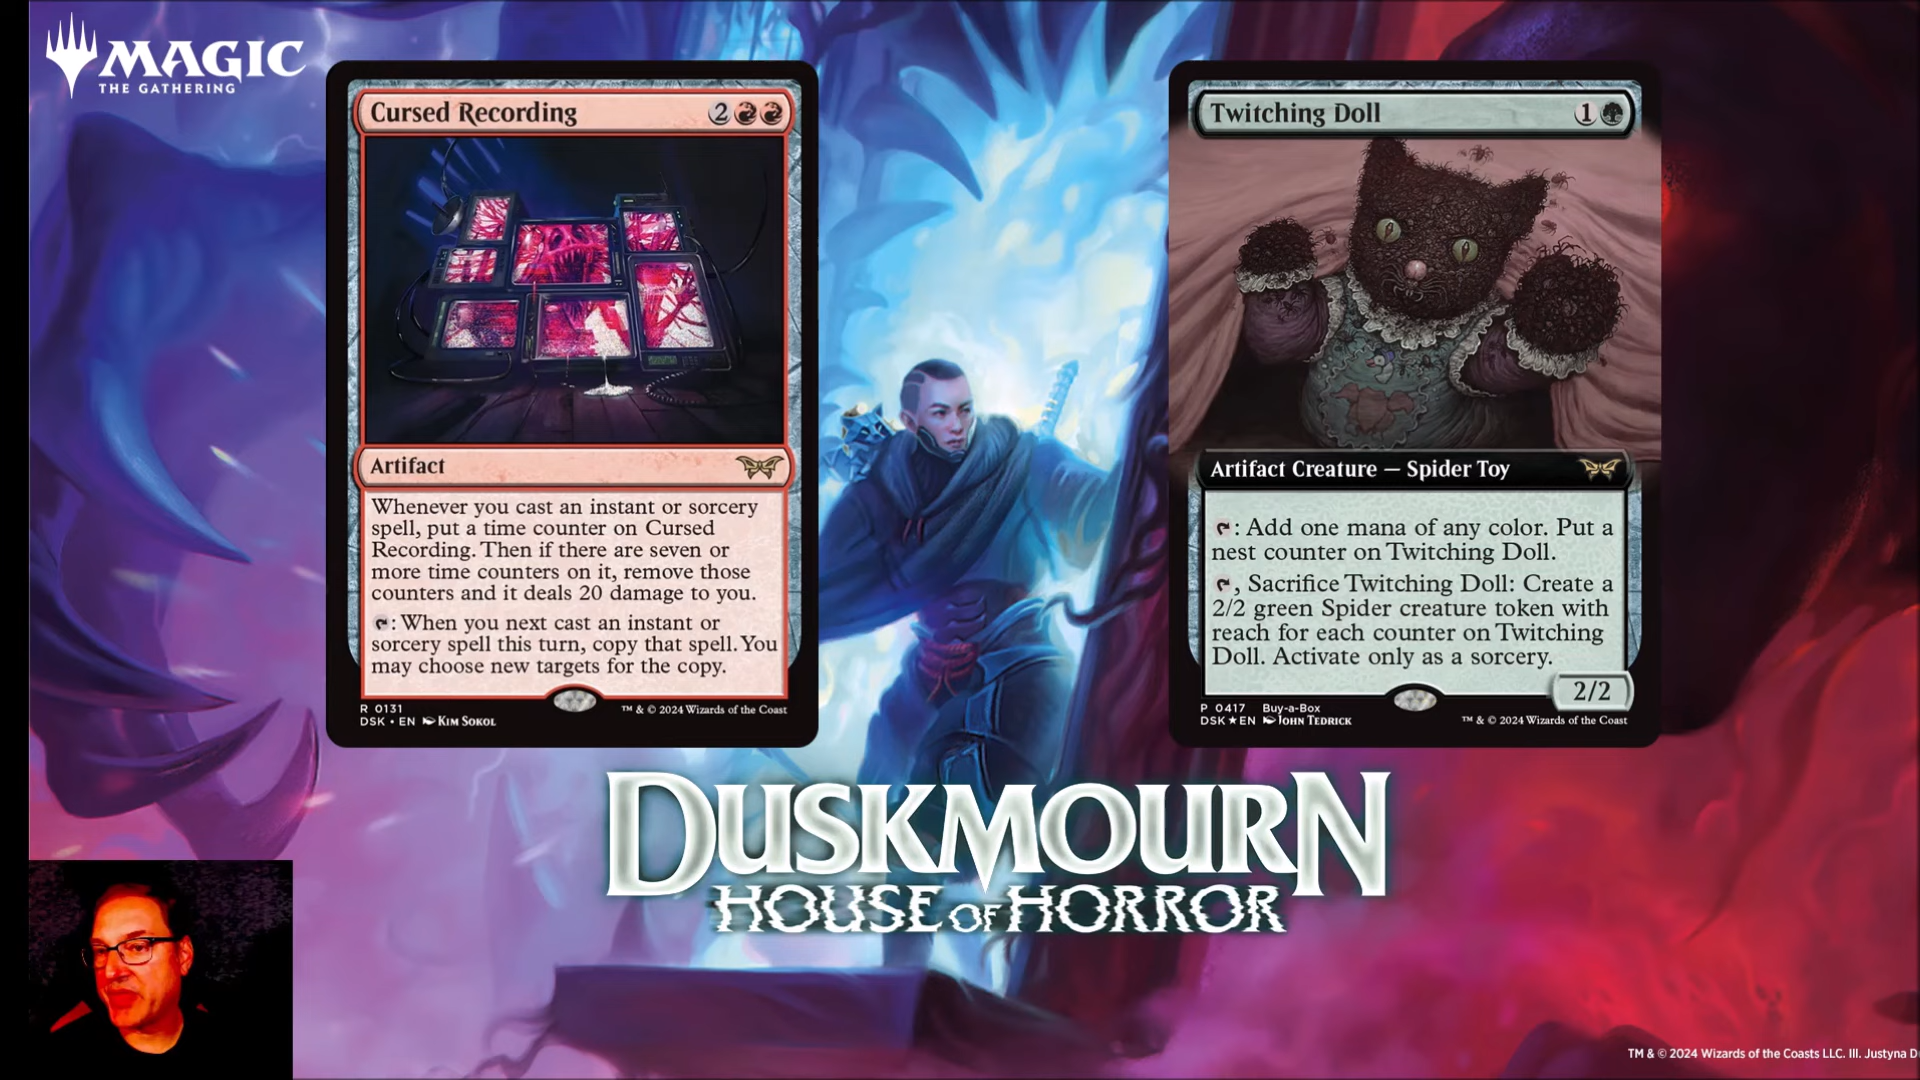 MAGIC
THE GATHERING
Cursed Recording 2
Artifact
Whenever you cast an instant or sorcery
spell, put a time counter on Cursed
Recording. Then if there are seven or
more time counters on it, remove those
counters and it deals 20 damage to you.
: When you next cast an instant or
sorcery spell this turn, copy that spell. You
may choose new targets for the copy.
R 0131
DSK • EN KIM SOKOL
™ & © 2024 Wizards of the Coast
Twitching Doll 1
Artifact Creature — Spider Toy
: Add one mana of any color. Put a
nest counter on Twitching Doll.
, Sacrifice Twitching Doll: Create a
2/2 green Spider creature token with
reach for each counter on Twitching
Doll. Activate only as a sorcery.
2/2
P 0417 Buy-a-Box
DSK ★ EN JOHN TEDRICK
™ & © 2024 Wizards of the Coast
DUSKMOURN
HOUSE OF HORROR
TM & © 2024 Wizards of the Coasts LLC. Ill. Justyna D